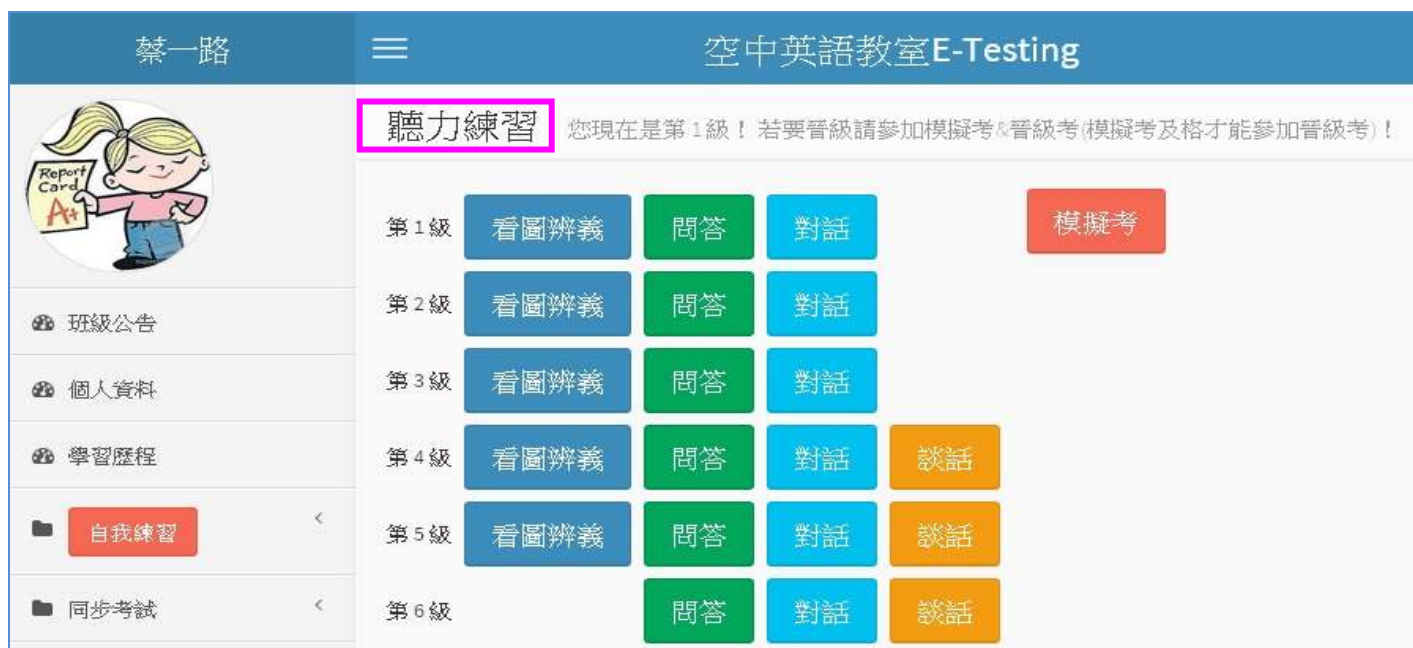 蔡一路
空中英語教室E-Testing
Report
Card
A+
班級公告
個人資料
學習歷程
自我練習
同步考試
聽力練習 您現在是第1級！若要晉級請參加模擬考&晉級考(模擬考及格才能參加晉級考)！
第1級 看圖辨義 問答 對話 模擬考
第2級 看圖辨義 問答 對話
第3級 看圖辨義 問答 對話
第4級 看圖辨義 問答 對話 談話
第5級 看圖辨義 問答 對話 談話
第6級 問答 對話 談話